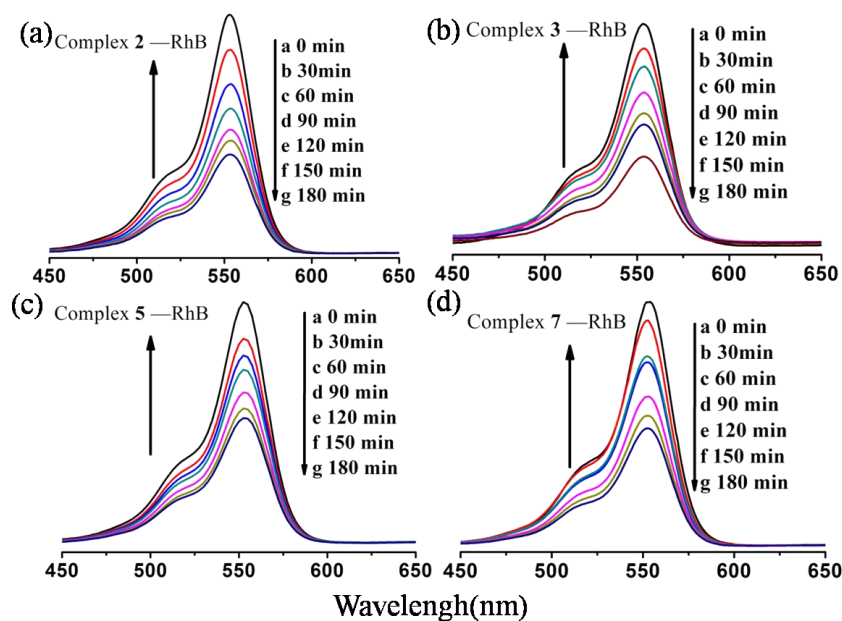 (a)
Complex 2 —RhB
a 0 min
b 30min
c 60 min
d 90 min
e 120 min
f 150 min
g 180 min
450 500 550 600 650
(b)
Complex 3 —RhB
a 0 min
b 30min
c 60 min
d 90 min
e 120 min
f 150 min
g 180 min
450 500 550 600 650
(c)
Complex 5 —RhB
a 0 min
b 30min
c 60 min
d 90 min
e 120 min
f 150 min
g 180 min
450 500 550 600 650
(d)
Complex 7 —RhB
a 0 min
b 30min
c 60 min
d 90 min
e 120 min
f 150 min
g 180 min
450 500 550 600 650
Wavelengh(nm)